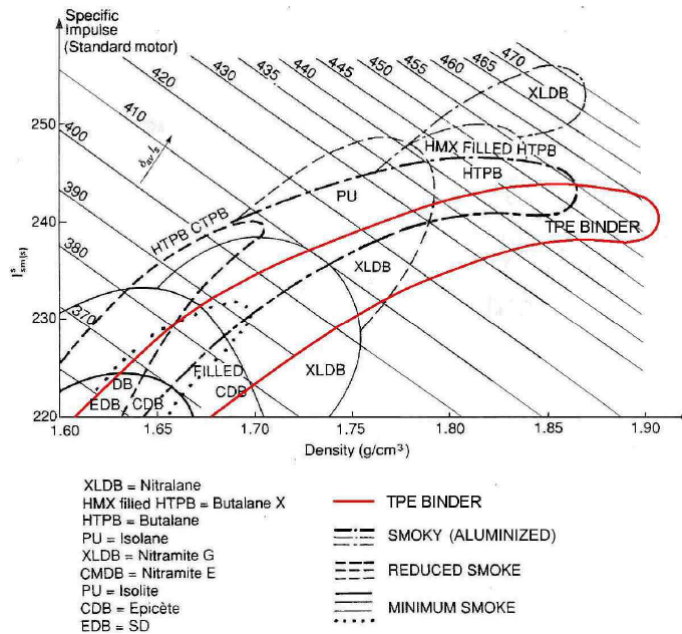 Specific
Impulse
(Standard motor)
420
430
435
440
445
450
455
460
465
470
410
400
390
380
370
250
240
230
220
XLDB
HMX FILLED HTPB
HTPB
PU
HTPB CTPB
TPE BINDER
XLDB
XLDB
FILLED
CDB
DB
EDB
CDB
1.60
1.65
1.70
1.75
1.80
1.85
1.90
Density (g/cm³)
XLDB = Nitralane
HMX filled HTPB = Butalane X
HTPB = Butalane
PU = Isolane
XLDB = Nitramite G
CMDB = Nitramite E
PU = Isolite
CDB = Epicète
EDB = SD
TPE BINDER
SMOKY (ALUMINIZED)
REDUCED SMOKE
MINIMUM SMOKE